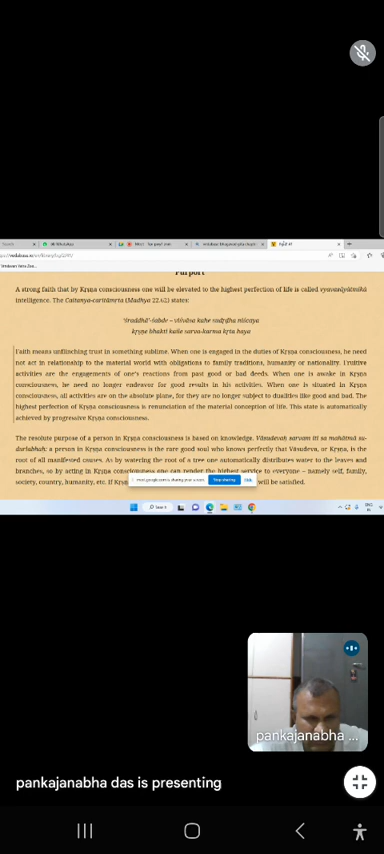 Purport
A strong faith that by Kṛṣṇa consciousness one will be elevated to the highest perfection of life is called vyavasāyātmikā
intelligence. The Caitanya-caritāmṛta (Madhya 22.62) states:
'śraddhā'-śabde – viśvāsa kahe sudṛḍha niścaya
kṛṣṇe bhakti kaile sarva-karma kṛta haya
Faith means unflinching trust in something sublime. When one is engaged in the duties of Kṛṣṇa consciousness, he need
not act in relationship to the material world with obligations to family traditions, humanity or nationality. Fruitive
activities are the engagements of one's reactions from past good or bad deeds. When one is awake in Kṛṣṇa
consciousness, he need no longer endeavor for good results in his activities. When one is situated in Kṛṣṇa
consciousness, all activities are on the absolute plane, for they are no longer subject to dualities like good and bad. The
highest perfection of Kṛṣṇa consciousness is renunciation of the material conception of life. This state is automatically
achieved by progressive Kṛṣṇa consciousness.
The resolute purpose of a person in Kṛṣṇa consciousness is based on knowledge. Vāsudevaḥ sarvam iti sa mahātmā su-
durlabhaḥ: a person in Kṛṣṇa consciousness is the rare good soul who knows perfectly that Vāsudeva, or Kṛṣṇa, is the
root of all manifested causes. As by watering the root of a tree one automatically distributes water to the leaves and
branches, so by acting in Kṛṣṇa consciousness one can render the highest service to everyone – namely self, family,
society, country, humanity, etc. If Kṛṣṇa will be satisfied.
meet.google.com is sharing your screen. Stop sharing Hide
Search
pankajanabha ...
pankajanabha das is presenting